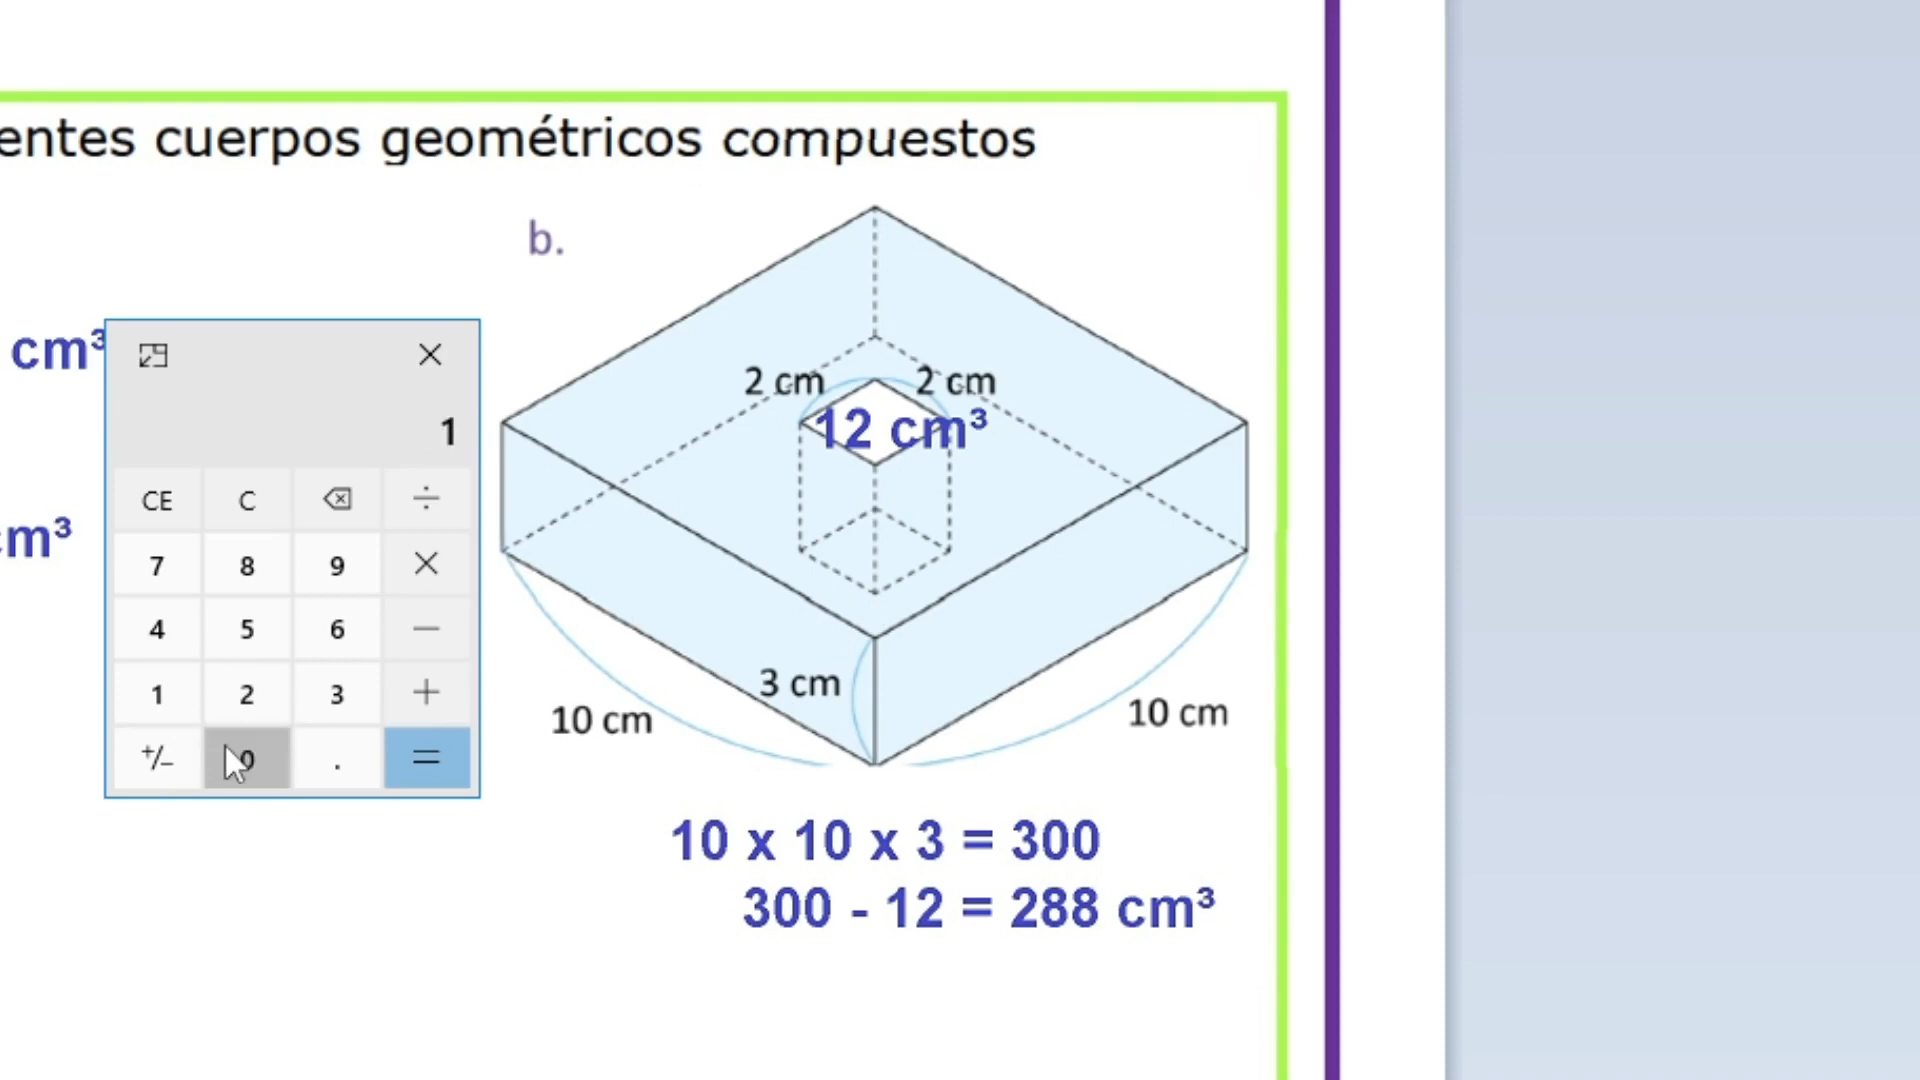 entes cuerpos geométricos compuestos
b.
cm³
cm³
1
CE C ÷
7 8 9 ×
4 5 6 −
1 2 3 +
+/− 0 . =
2 cm 2 cm
12 cm³
3 cm
10 cm 10 cm
10 x 10 x 3 = 300
300 - 12 = 288 cm³